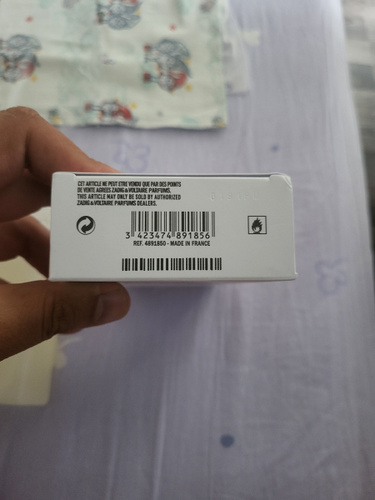 CET ARTICLE NE PEUT ETRE VENDU QUE PAR DES POINTS
DE VENTE AGREES ZADIG & VOLTAIRE PARFUMS.
THIS ARTICLE MAY ONLY BE SOLD BY AUTHORIZED
ZADIG & VOLTAIRE PARFUMS DEALERS.
3 423474 891856
REF. 4891850 - MADE IN FRANCE